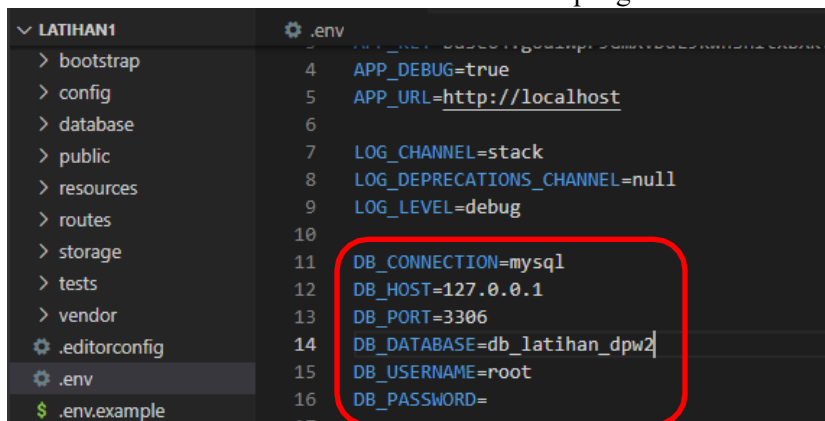 LATIHAN1
> bootstrap
> config
> database
> public
> resources
> routes
> storage
> tests
> vendor
.editorconfig
.env
$ .env.example
.env
4 APP_DEBUG=true
5 APP_URL=http://localhost
6
7 LOG_CHANNEL=stack
8 LOG_DEPRECATIONS_CHANNEL=null
9 LOG_LEVEL=debug
10
11 DB_CONNECTION=mysql
12 DB_HOST=127.0.0.1
13 DB_PORT=3306
14 DB_DATABASE=db_latihan_dpw2
15 DB_USERNAME=root
16 DB_PASSWORD=